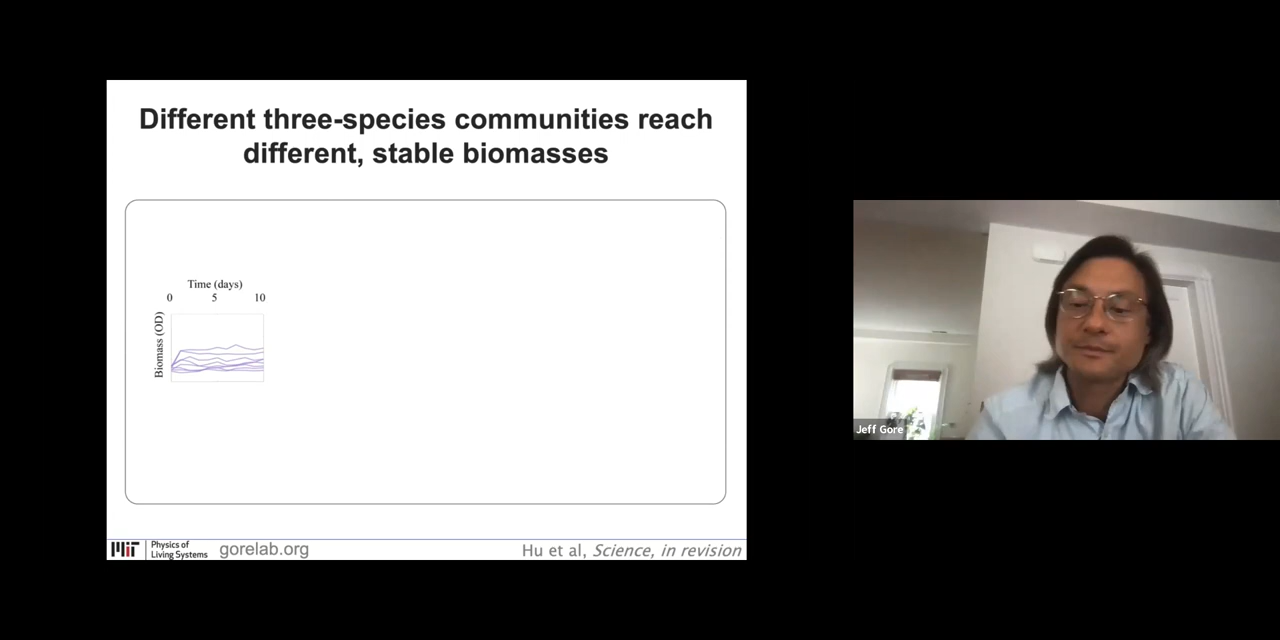 Different three-species communities reach
different, stable biomasses
Time (days)
0 5 10
Biomass (OD)
MIT
Physics of
Living Systems
gorelab.org
Hu et al, Science, in revision
Jeff Gore